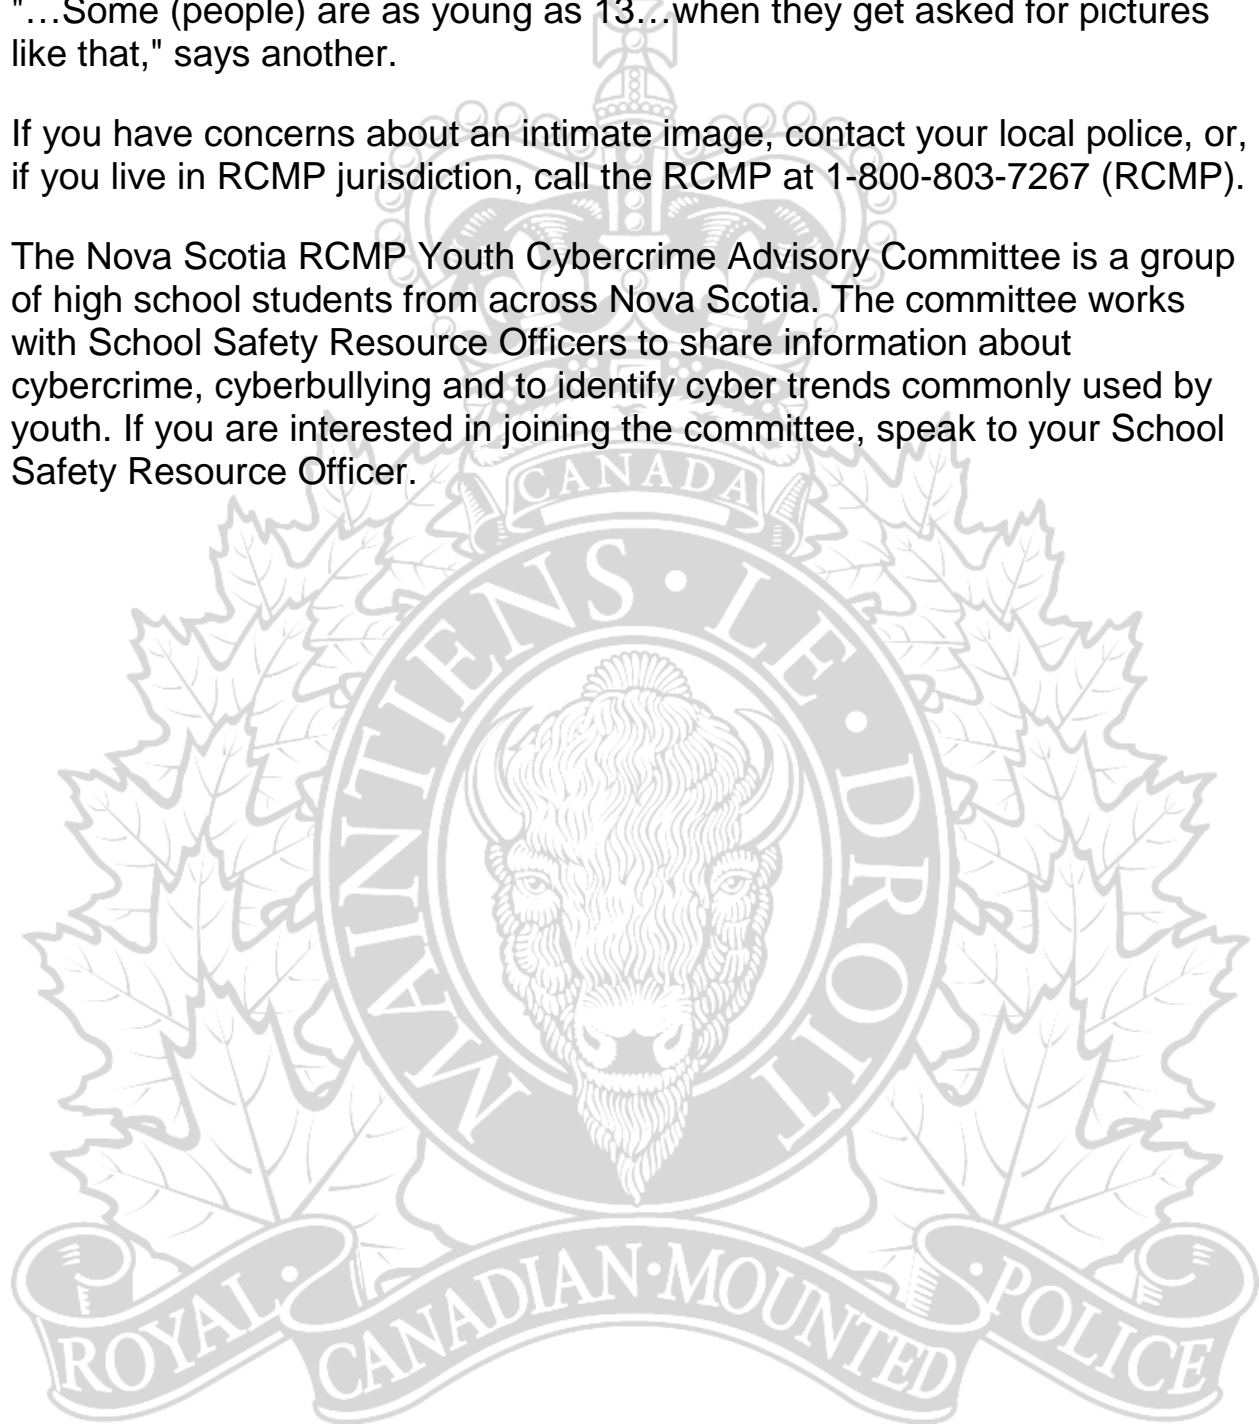 "…Some (people) are as young as 13…when they get asked for pictures
like that," says another.
If you have concerns about an intimate image, contact your local police, or,
if you live in RCMP jurisdiction, call the RCMP at 1-800-803-7267 (RCMP).
The Nova Scotia RCMP Youth Cybercrime Advisory Committee is a group
of high school students from across Nova Scotia. The committee works
with School Safety Resource Officers to share information about
cybercrime, cyberbullying and to identify cyber trends commonly used by
youth. If you are interested in joining the committee, speak to your School
Safety Resource Officer.
CANADA
MAINTIENS · LE · DROIT
ROYAL · CANADIAN · MOUNTED · POLICE